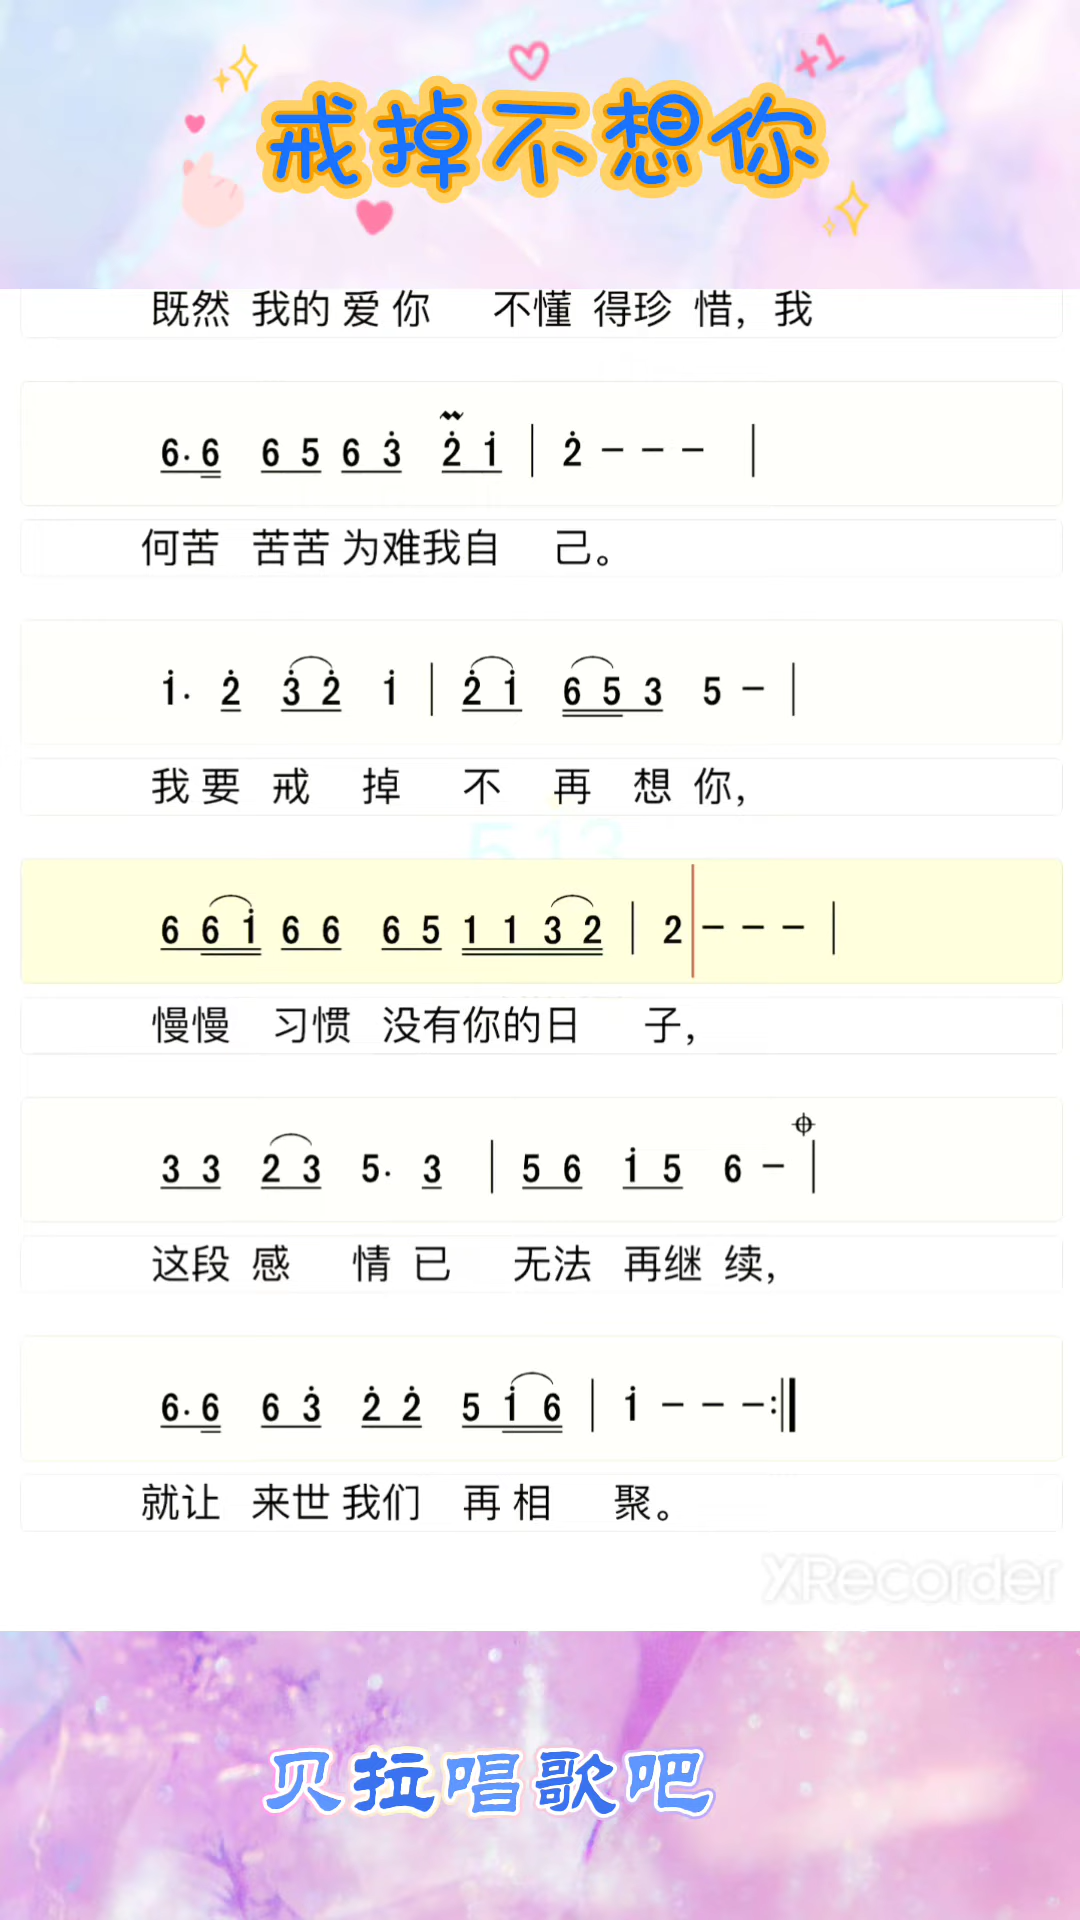 +1
戒掉不想你
既然 我的 爱 你 不懂 得珍 惜，我
6·6 6 5 6 3̇ 2̇ 1̇ | 2̇ - - - |
何苦 苦苦 为难我自 己。
1̇· 2̇ 3̇ 2̇ 1̇ | 2̇ 1̇ 6 5 3 5 - |
我 要 戒 掉 不 再 想 你，
6 6 1̇ 6 6 6 5 1 1 3 2 | 2 - - - |
慢慢 习惯 没有你的日 子，
3 3 2 3 5· 3 | 5 6 1̇ 5 6 - |
这段 感 情 已 无法 再继 续，
6·6 6 3̇ 2̇ 2̇ 5 1̇ 6 | 1̇ - - - :||
就让 来世 我们 再 相 聚。
XRecorder
贝拉唱歌吧